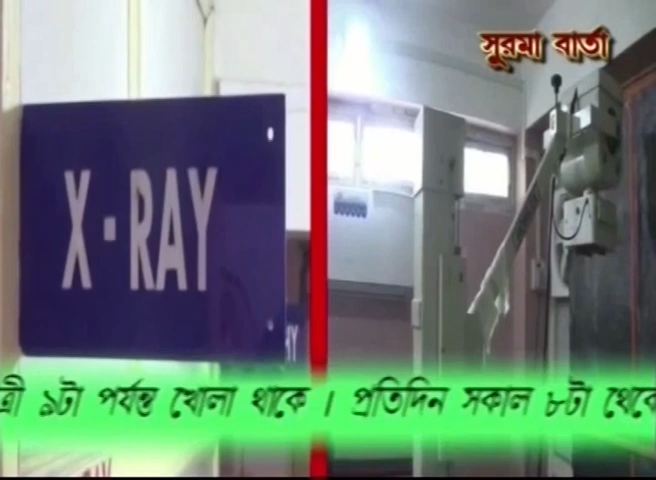 সুরমা বার্তা
X-RAY
ত্রী ৯টা পর্যন্ত খোলা থাকে । প্রতিদিন সকাল ৮টা থেকে